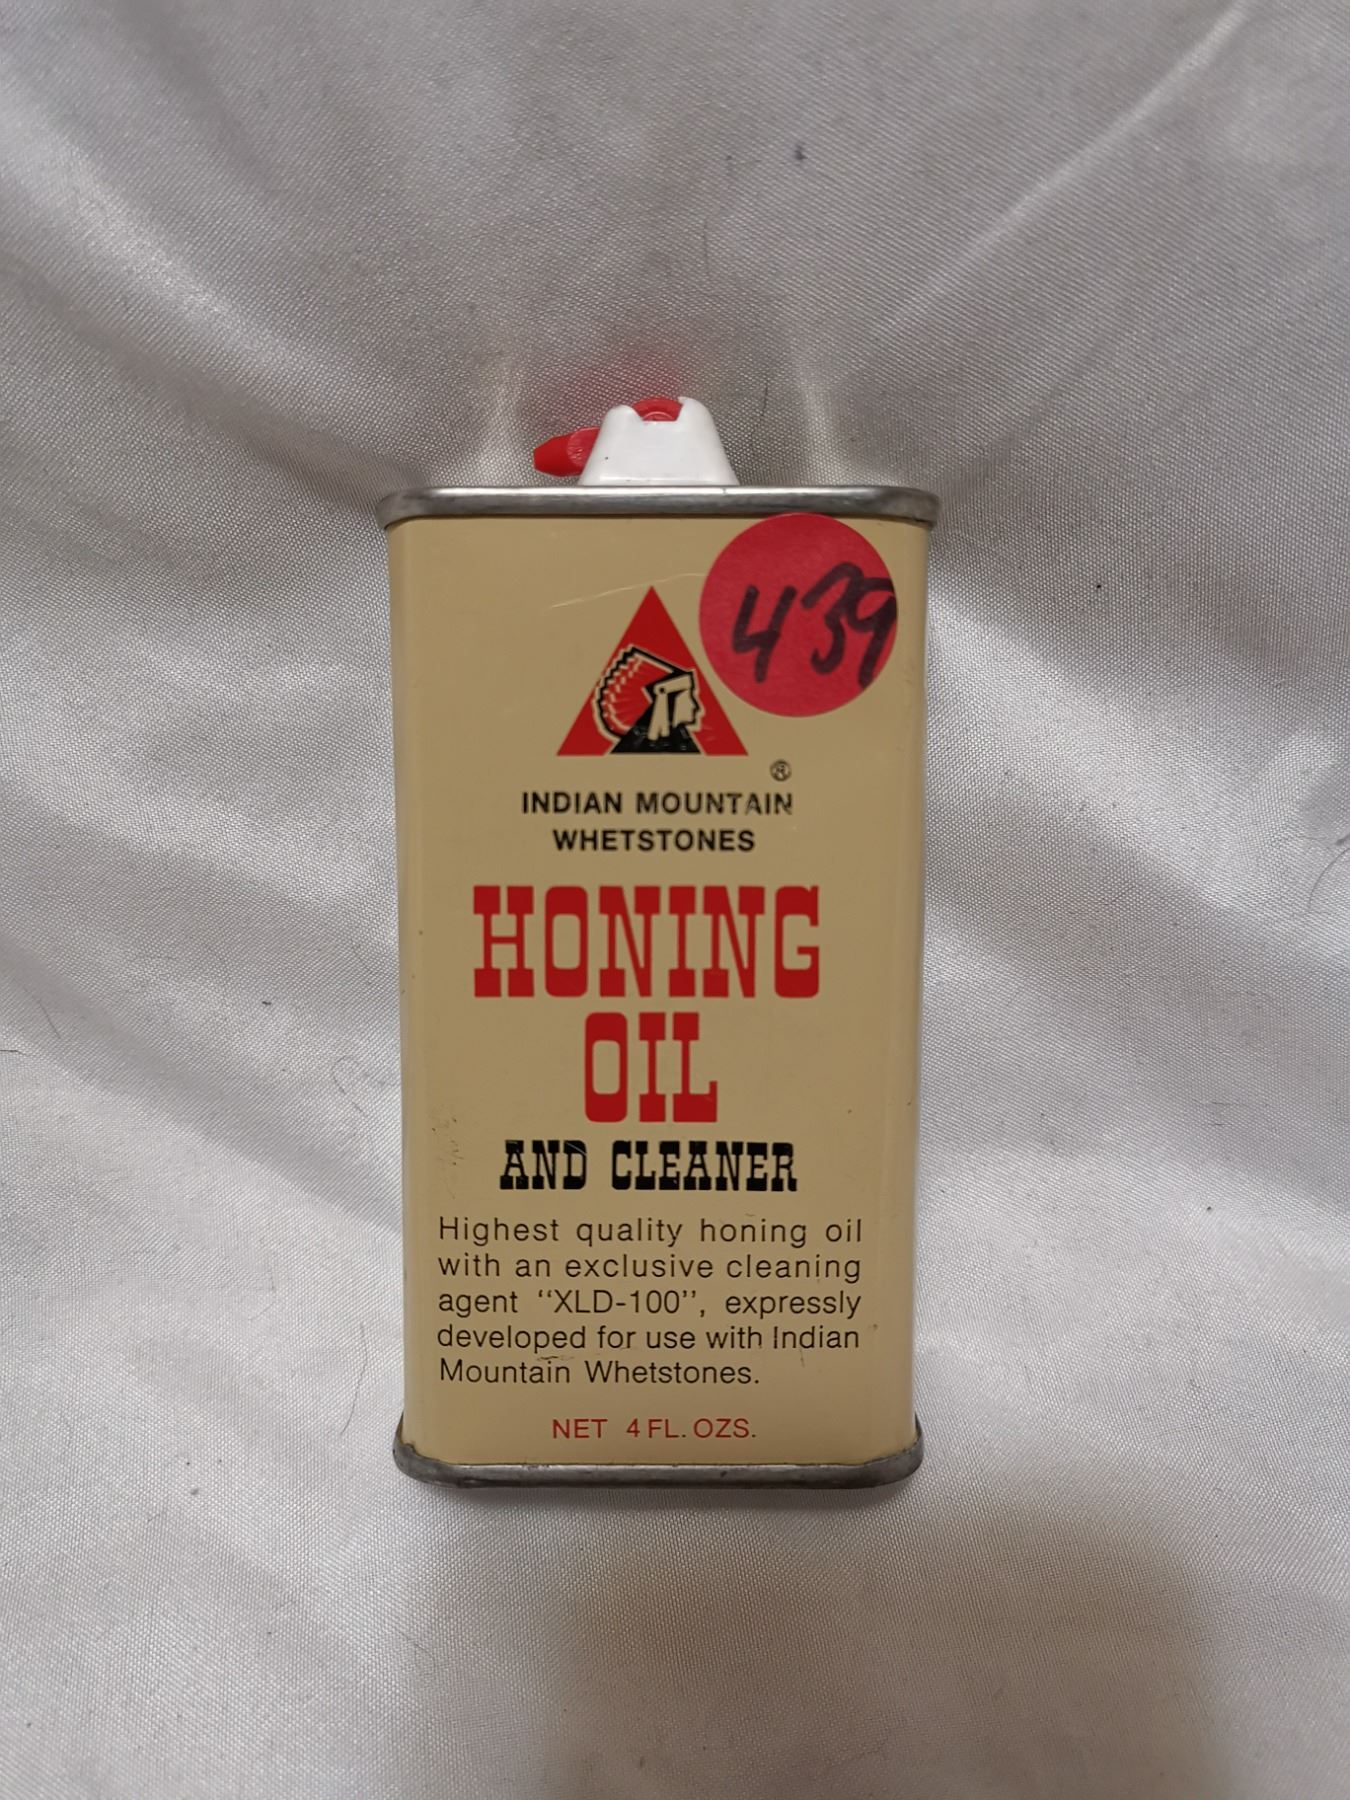 439
®
INDIAN MOUNTAIN
WHETSTONES
HONING
OIL
AND CLEANER
Highest quality honing oil
with an exclusive cleaning
agent "XLD-100", expressly
developed for use with Indian
Mountain Whetstones.
NET 4 FL. OZS.